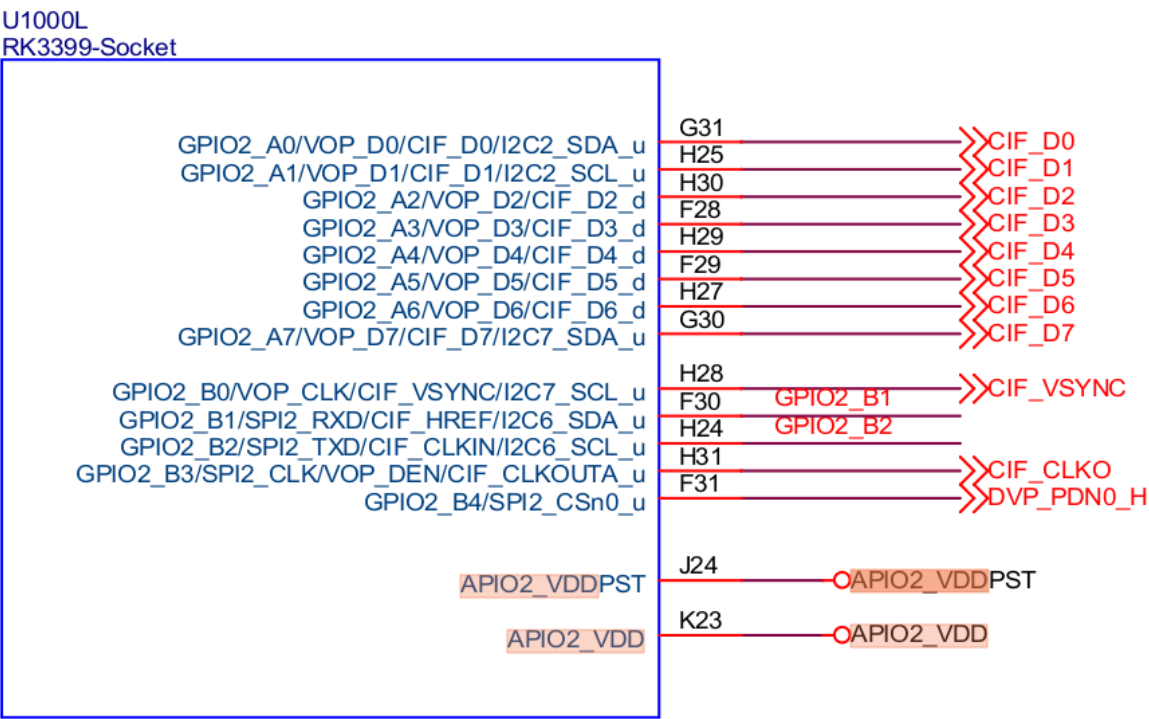 U1000L
RK3399-Socket
GPIO2_A0/VOP_D0/CIF_D0/I2C2_SDA_u G31 CIF_D0
GPIO2_A1/VOP_D1/CIF_D1/I2C2_SCL_u H25 CIF_D1
GPIO2_A2/VOP_D2/CIF_D2_d H30 CIF_D2
GPIO2_A3/VOP_D3/CIF_D3_d F28 CIF_D3
GPIO2_A4/VOP_D4/CIF_D4_d H29 CIF_D4
GPIO2_A5/VOP_D5/CIF_D5_d F29 CIF_D5
GPIO2_A6/VOP_D6/CIF_D6_d H27 CIF_D6
GPIO2_A7/VOP_D7/CIF_D7/I2C7_SDA_u G30 CIF_D7
GPIO2_B0/VOP_CLK/CIF_VSYNC/I2C7_SCL_u H28 CIF_VSYNC
GPIO2_B1/SPI2_RXD/CIF_HREF/I2C6_SDA_u F30 GPIO2_B1
GPIO2_B2/SPI2_TXD/CIF_CLKIN/I2C6_SCL_u H24 GPIO2_B2
GPIO2_B3/SPI2_CLK/VOP_DEN/CIF_CLKOUTA_u H31 CIF_CLKO
GPIO2_B4/SPI2_CSn0_u F31 DVP_PDN0_H
APIO2_VDDPST J24 APIO2_VDDPST
APIO2_VDD K23 APIO2_VDD